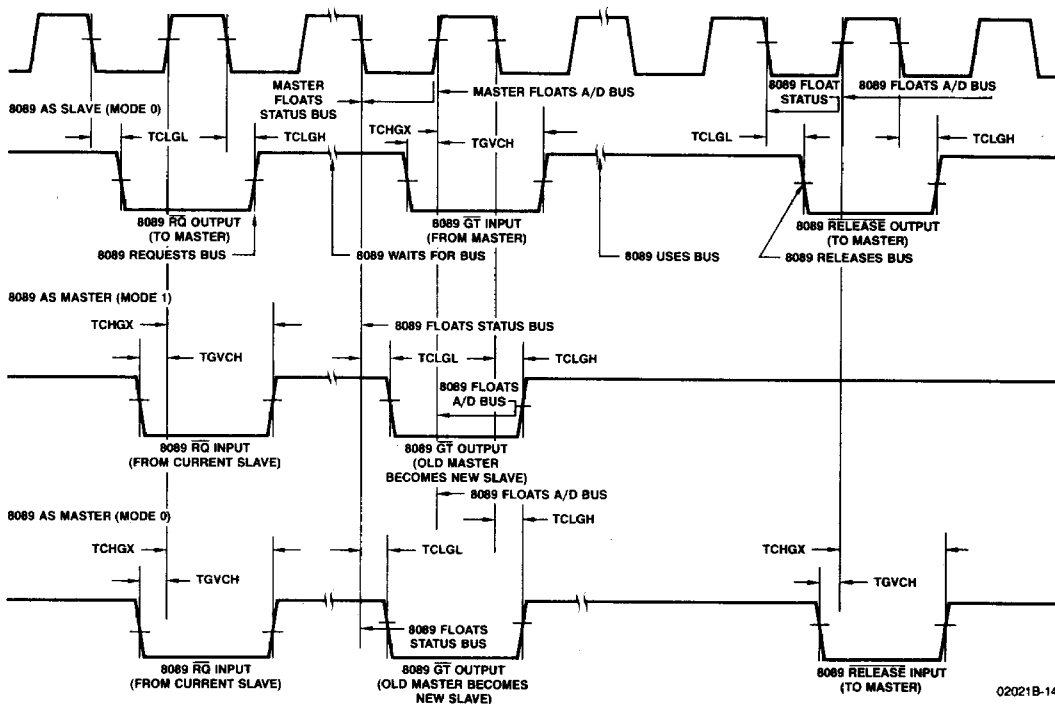 MASTER
FLOATS
STATUS BUS
MASTER FLOATS A/D BUS
8089 FLOAT
STATUS
8089 FLOATS A/D BUS
8089 AS SLAVE (MODE 0)
TCLGL
TCLGH
TCHGX
TGVCH
TCLGL
TCLGH
8089 RQ OUTPUT
(TO MASTER)
8089 GT INPUT
(FROM MASTER)
8089 RELEASE OUTPUT
(TO MASTER)
8089 REQUESTS BUS
8089 WAITS FOR BUS
8089 USES BUS
8089 RELEASES BUS
8089 AS MASTER (MODE 1)
TCHGX
8089 FLOATS STATUS BUS
TGVCH
TCLGL
TCLGH
8089 FLOATS
A/D BUS
8089 RQ INPUT
(FROM CURRENT SLAVE)
8089 GT OUTPUT
(OLD MASTER
BECOMES NEW SLAVE)
8089 FLOATS A/D BUS
8089 AS MASTER (MODE 0)
TCLGH
TCHGX
TCLGL
TCHGX
TGVCH
TGVCH
8089 FLOATS
STATUS BUS
8089 RQ INPUT
(FROM CURRENT SLAVE)
8089 GT OUTPUT
(OLD MASTER BECOMES
NEW SLAVE)
8089 RELEASE INPUT
(TO MASTER)
02021B-14